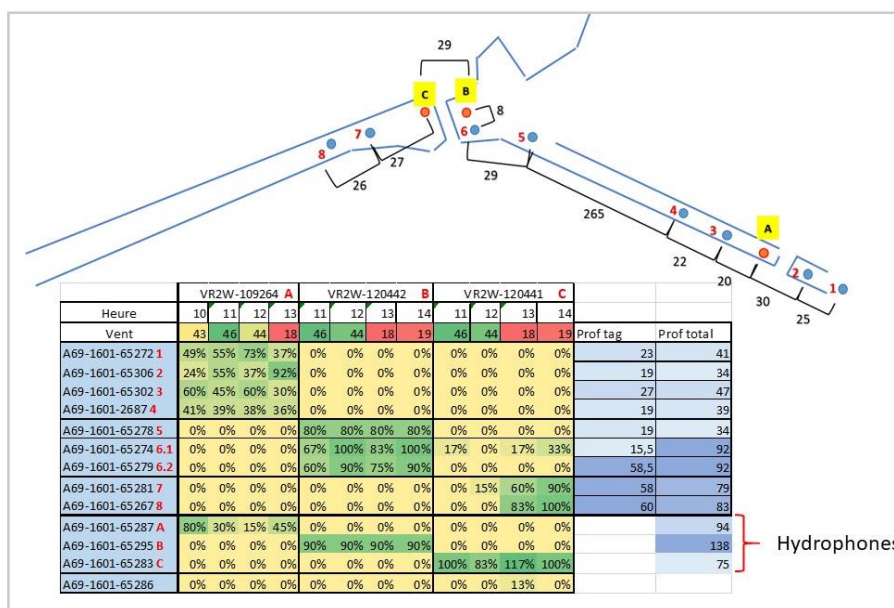 29
C
B
8
7
6
5
8
27
26
29
4
A
265
3
22
2
1
20
30
25
VR2W-109264 A VR2W-120442 B VR2W-120441 C
Heure 10 11 12 13 11 12 13 14 11 12 13 14
Vent 43 46 44 18 46 44 18 19 46 44 18 19 Prof tag Prof total
A69-1601-65272 1 49% 55% 73% 37% 0% 0% 0% 0% 0% 0% 0% 0% 23 41
A69-1601-65306 2 24% 55% 37% 92% 0% 0% 0% 0% 0% 0% 0% 0% 19 34
A69-1601-65302 3 60% 45% 60% 30% 0% 0% 0% 0% 0% 0% 0% 0% 27 47
A69-1601-2687 4 41% 39% 38% 36% 0% 0% 0% 0% 0% 0% 0% 0% 19 39
A69-1601-65278 5 0% 0% 0% 0% 80% 80% 80% 80% 0% 0% 0% 0% 19 34
A69-1601-65274 6.1 0% 0% 0% 0% 67% 100% 83% 100% 17% 0% 17% 33% 15,5 92
A69-1601-65279 6.2 0% 0% 0% 0% 60% 90% 75% 90% 0% 0% 0% 0% 58,5 92
A69-1601-65281 7 0% 0% 0% 0% 0% 0% 0% 0% 0% 15% 60% 90% 58 79
A69-1601-65267 8 0% 0% 0% 0% 0% 0% 0% 0% 0% 0% 83% 100% 60 83
A69-1601-65287 A 80% 30% 15% 45% 0% 0% 0% 0% 0% 0% 0% 0% 94
A69-1601-65295 B 0% 0% 0% 0% 90% 90% 90% 90% 0% 0% 0% 0% 138
A69-1601-65283 C 0% 0% 0% 0% 0% 0% 0% 0% 100% 83% 117% 100% 75
A69-1601-65286 0% 0% 0% 0% 0% 0% 0% 0% 0% 0% 13% 0%
Hydrophones